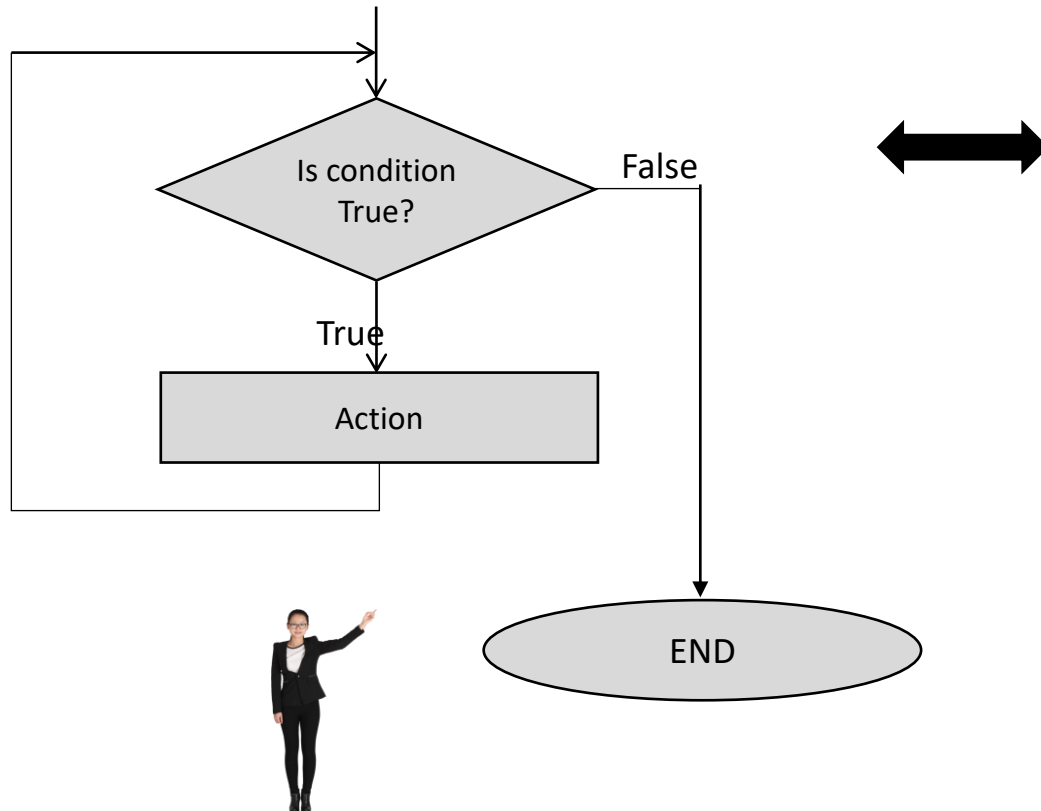 Is condition
True?
False
True
Action
END